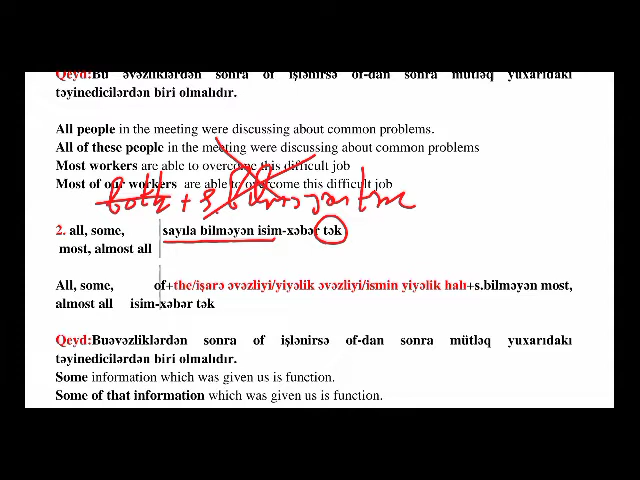 Qeyd:Bu əvəzliklərdən sonra of işlənirsə of-dan sonra mütləq yuxarıdakı
təyinedicilərdən biri olmalıdır.
All people in the meeting were discussing about common problems.
All of these people in the meeting were discussing about common problems
Most workers are able to overcome this difficult job
Most of our workers are able to overcome this difficult job
both + s.
2. all, some, sayıla bilməyən isim-xəbər tək
most, almost all
All, some, of+the/işarə əvəzliyi/yiyəlik əvəzliyi/ismin yiyəlik halı+s.bilməyən most,
almost all isim-xəbər tək
Qeyd:Buəvəzliklərdən sonra of işlənirsə of-dan sonra mütləq yuxarıdakı
təyinedicilərdən biri olmalıdır.
Some information which was given us is function.
Some of that information which was given us is function.